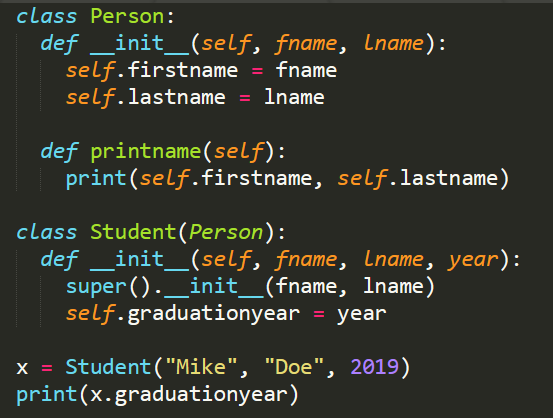 class Person:
  def __init__(self, fname, lname):
    self.firstname = fname
    self.lastname = lname

  def printname(self):
    print(self.firstname, self.lastname)

class Student(Person):
  def __init__(self, fname, lname, year):
    super().__init__(fname, lname)
    self.graduationyear = year

x = Student("Mike", "Doe", 2019)
print(x.graduationyear)